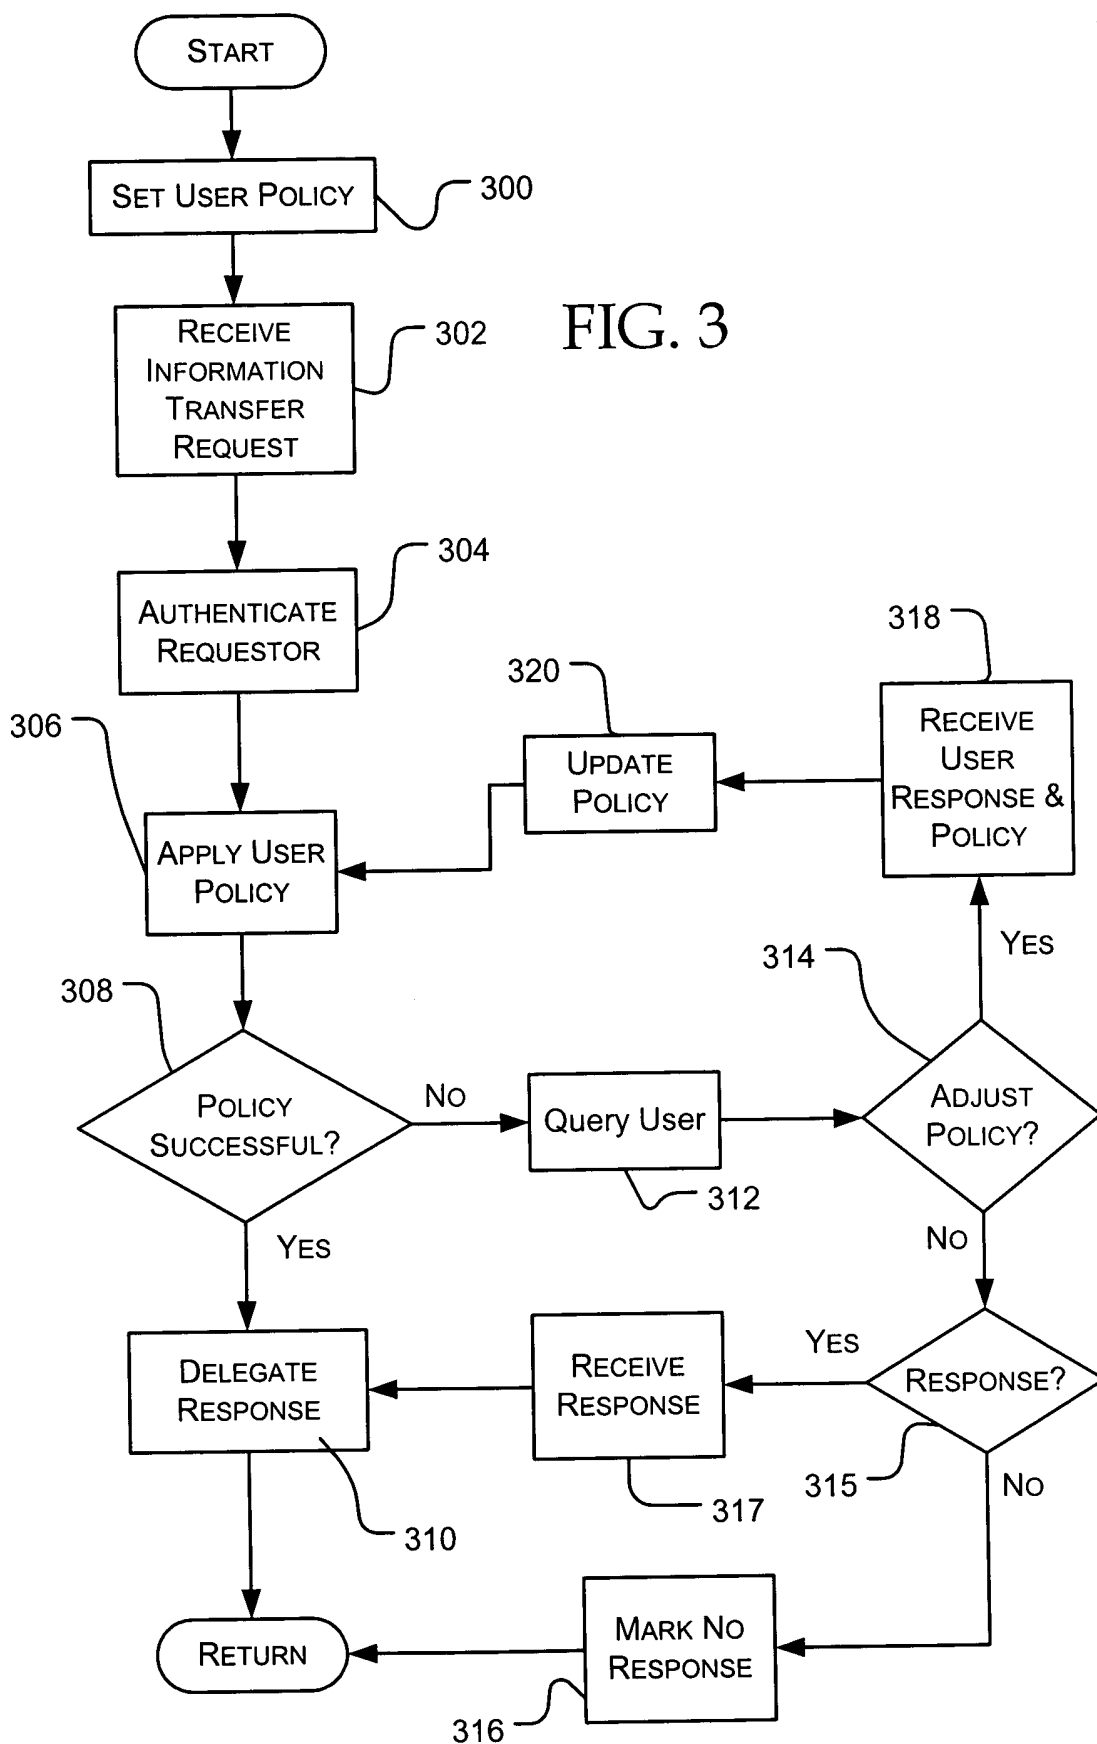 START
SET USER POLICY
300
FIG. 3
RECEIVE
INFORMATION
TRANSFER
REQUEST
302
AUTHENTICATE
REQUESTOR
304
306
APPLY USER
POLICY
320
UPDATE
POLICY
318
RECEIVE
USER
RESPONSE &
POLICY
YES
314
308
POLICY
SUCCESSFUL?
NO
Query User
312
ADJUST
POLICY?
YES
NO
DELEGATE
RESPONSE
310
RECEIVE
RESPONSE
317
YES
RESPONSE?
315
NO
RETURN
MARK NO
RESPONSE
316